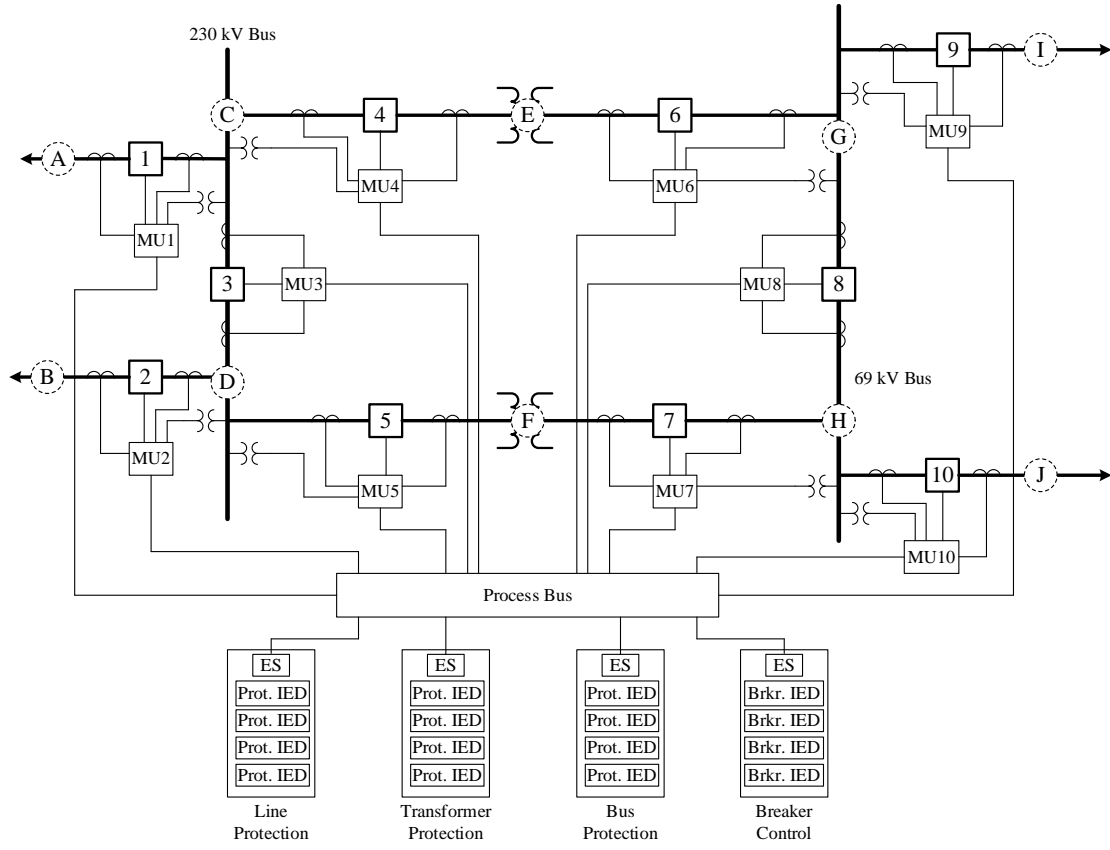 230 kV Bus
9
I
C
4
E
6
MU9
G
A
1
MU4
MU6
MU1
3
MU3
MU8
8
B
2
D
69 kV Bus
5
F
7
H
MU2
10
J
MU5
MU7
MU10
Process Bus
ES
ES
ES
ES
Prot. IED
Prot. IED
Prot. IED
Brkr. IED
Prot. IED
Prot. IED
Prot. IED
Brkr. IED
Prot. IED
Prot. IED
Prot. IED
Brkr. IED
Prot. IED
Prot. IED
Prot. IED
Brkr. IED
Line
Protection
Transformer
Protection
Bus
Protection
Breaker
Control